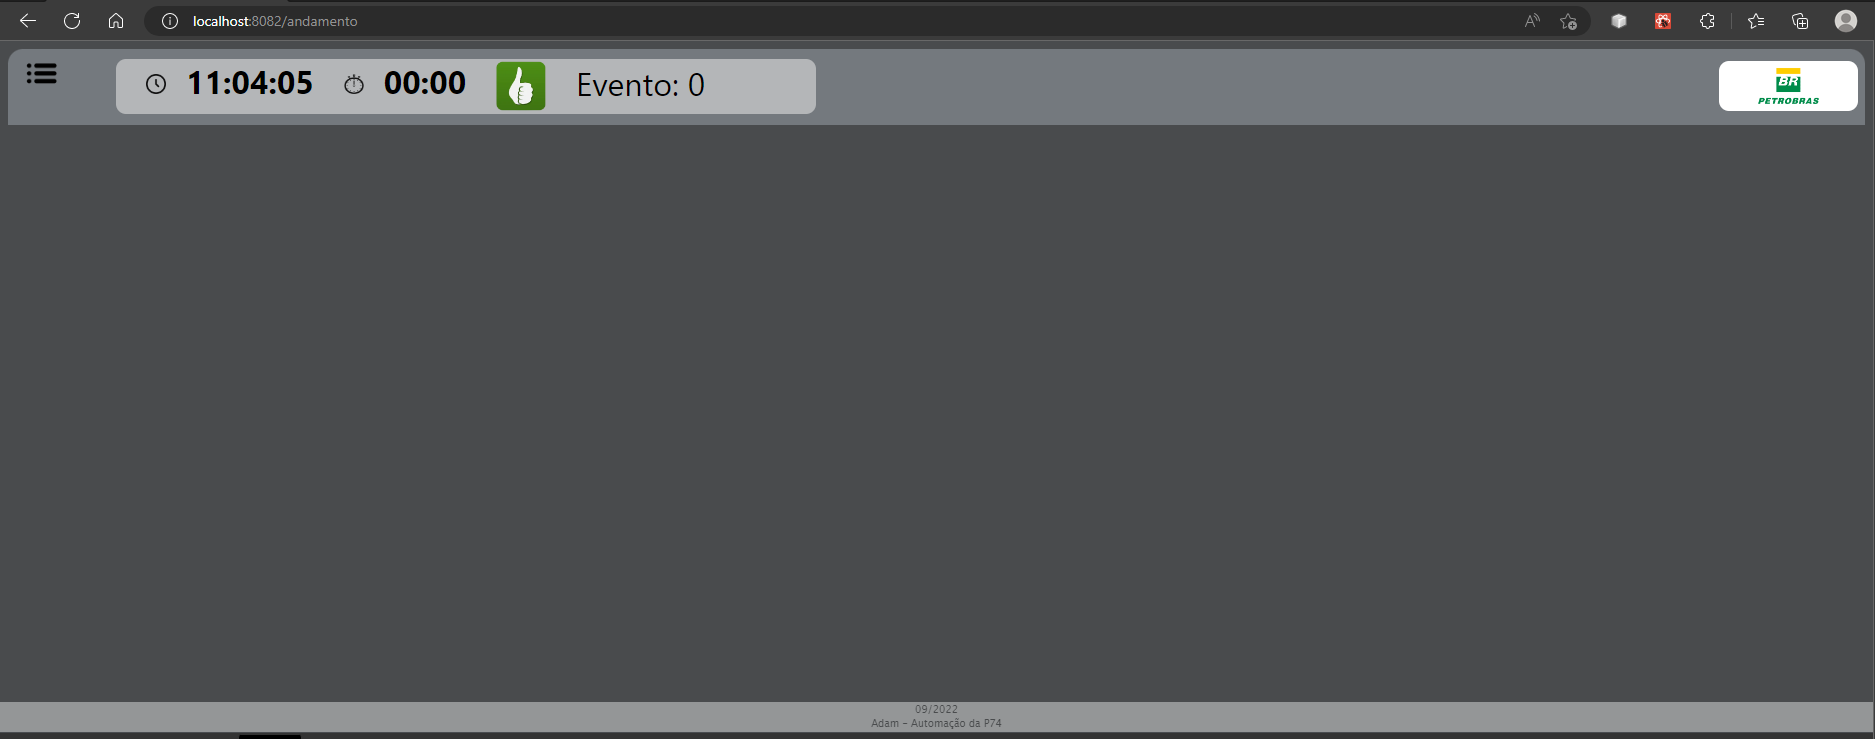 localhost:8082/andamento
11:04:05 00:00 Evento: 0
BR
PETROBRAS
09/2022
Adam - Automação da P74